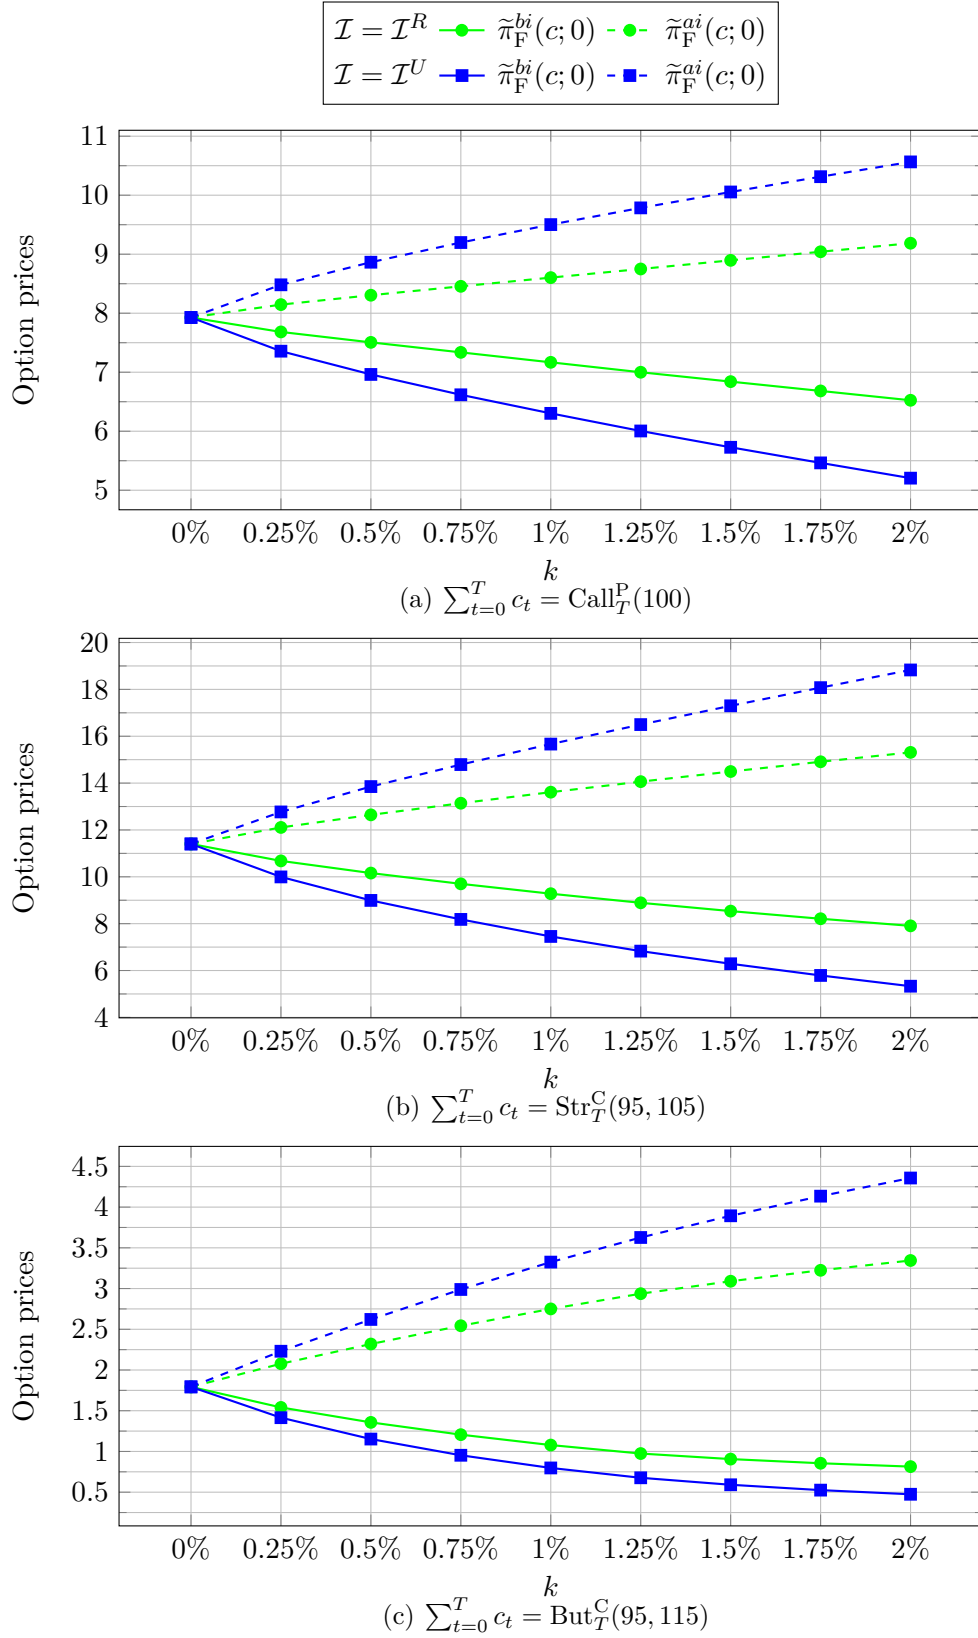 𝓘 = 𝓘^R π̃_F^{bi}(c; 0) π̃_F^{ai}(c; 0)
𝓘 = 𝓘^U π̃_F^{bi}(c; 0) π̃_F^{ai}(c; 0)
11
10
9
8
7
6
5
Option prices
0% 0.25% 0.5% 0.75% 1% 1.25% 1.5% 1.75% 2%
k
(a) ∑_{t=0}^T c_t = Call_T^P(100)
20
18
16
14
12
10
8
6
4
Option prices
0% 0.25% 0.5% 0.75% 1% 1.25% 1.5% 1.75% 2%
k
(b) ∑_{t=0}^T c_t = Str_T^C(95, 105)
4.5
4
3.5
3
2.5
2
1.5
1
0.5
Option prices
0% 0.25% 0.5% 0.75% 1% 1.25% 1.5% 1.75% 2%
k
(c) ∑_{t=0}^T c_t = But_T^C(95, 115)